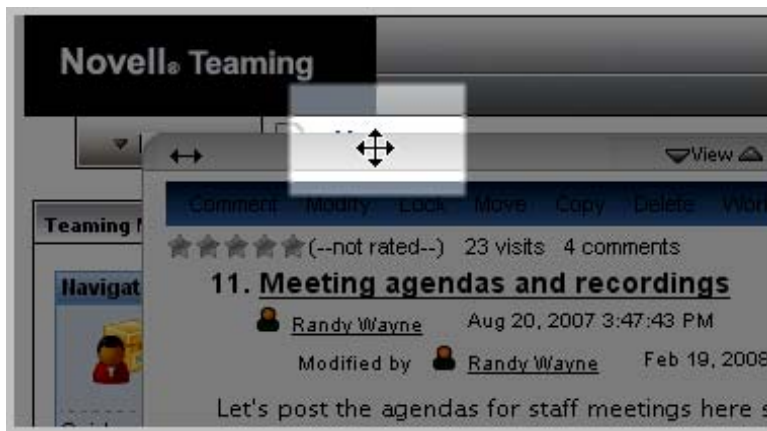 Novell® Teaming
View
Comment Modify Lock Move Copy Delete
Teaming
(--not rated--) 23 visits 4 comments
Navigat
11. Meeting agendas and recordings
Randy Wayne Aug 20, 2007 3:47:43 PM
Modified by Randy Wayne Feb 19, 2008
Let's post the agendas for staff meetings here s